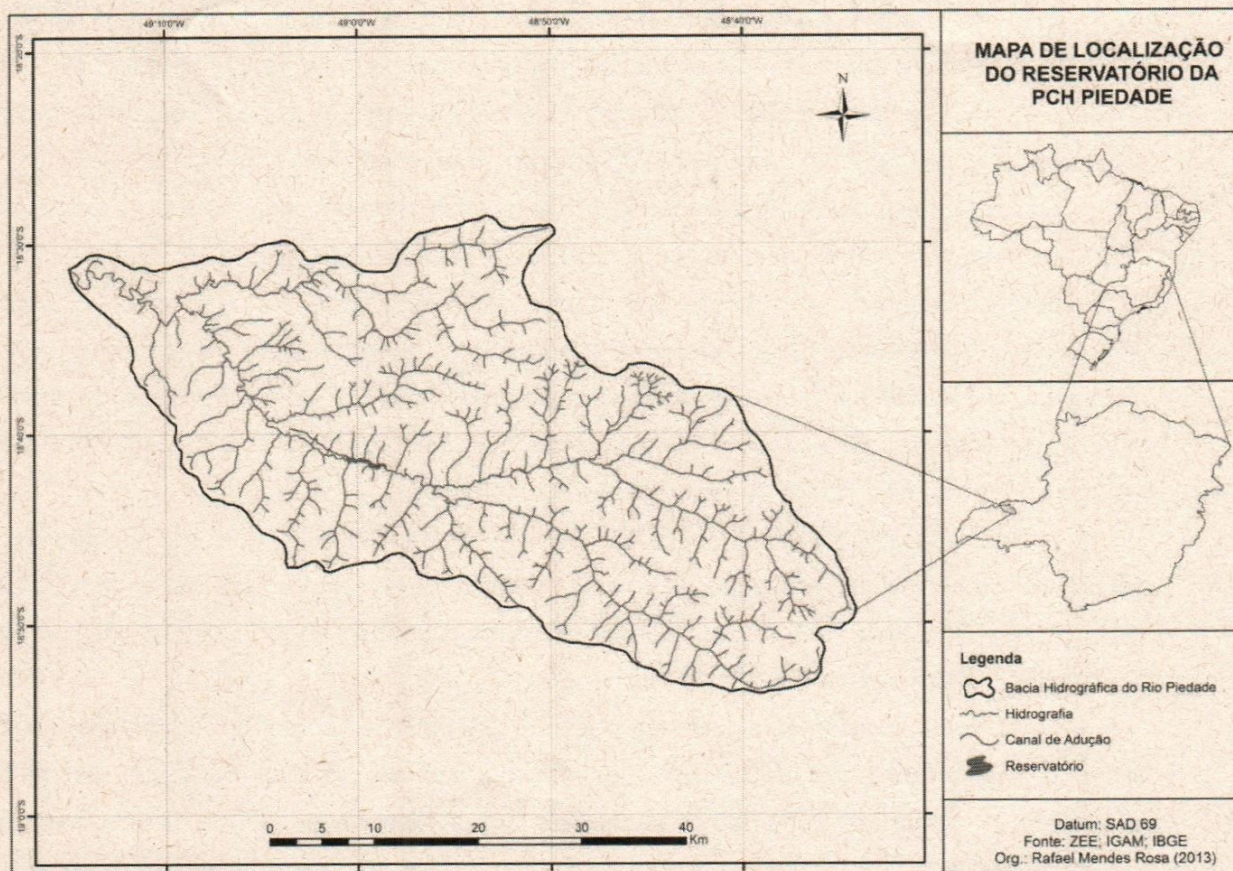 MAPA DE LOCALIZAÇÃO
DO RESERVATÓRIO DA
PCH PIEDADE
49°10'0"W
49°0'0"W
48°50'0"W
48°40'0"W
18°20'0"S
18°30'0"S
18°40'0"S
18°50'0"S
19°0'0"S
N
0 5 10 20 30 40
Km
Legenda
Bacia Hidrográfica do Rio Piedade
Hidrografia
Canal de Adução
Reservatório
Datum: SAD 69
Fonte: ZEE; IGAM; IBGE
Org.: Rafael Mendes Rosa (2013)